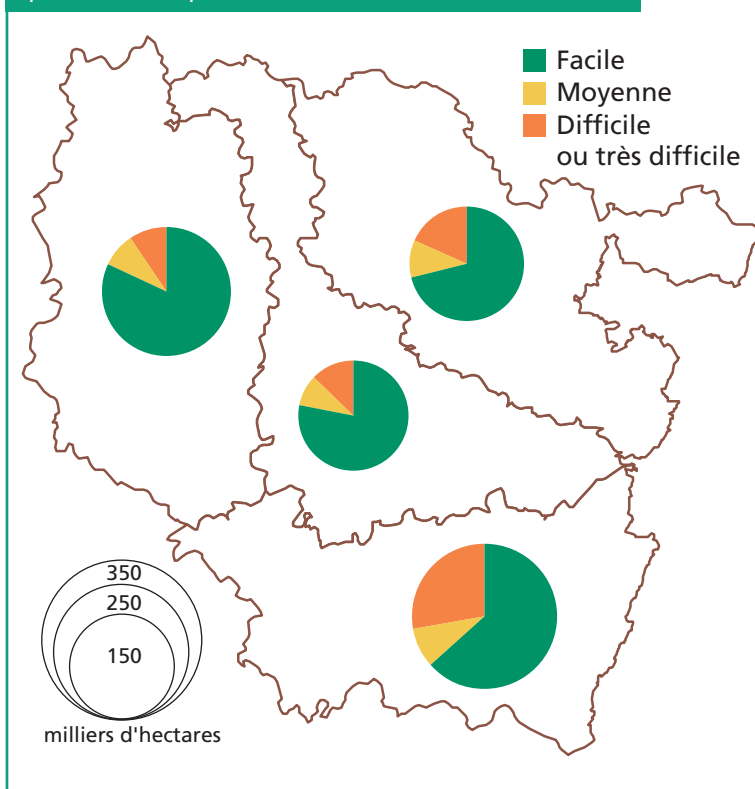 Facile
Moyenne
Difficile
ou très difficile
350
250
150
milliers d'hectares